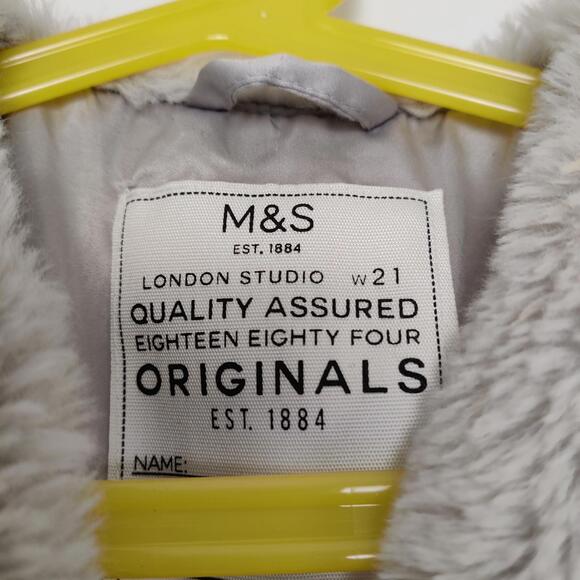 M&S
EST. 1884
LONDON STUDIO W21
QUALITY ASSURED
EIGHTEEN EIGHTY FOUR
ORIGINALS
EST. 1884
NAME: